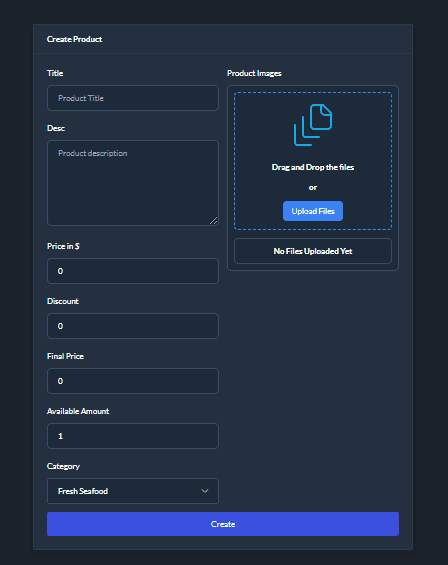 Create Product
Title
Product Title
Desc
Product description
Price in $
0
Discount
0
Final Price
0
Available Amount
1
Category
Fresh Seafood
Product Images
Drag and Drop the files
or
Upload Files
No Files Uploaded Yet
Create